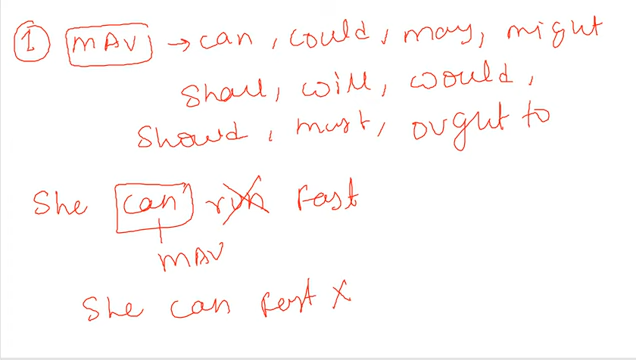 ① MAV → can, could, may, might
Shall, will, would,
Should, must, ought to
She can run Fast
MAV
She can Fast ×